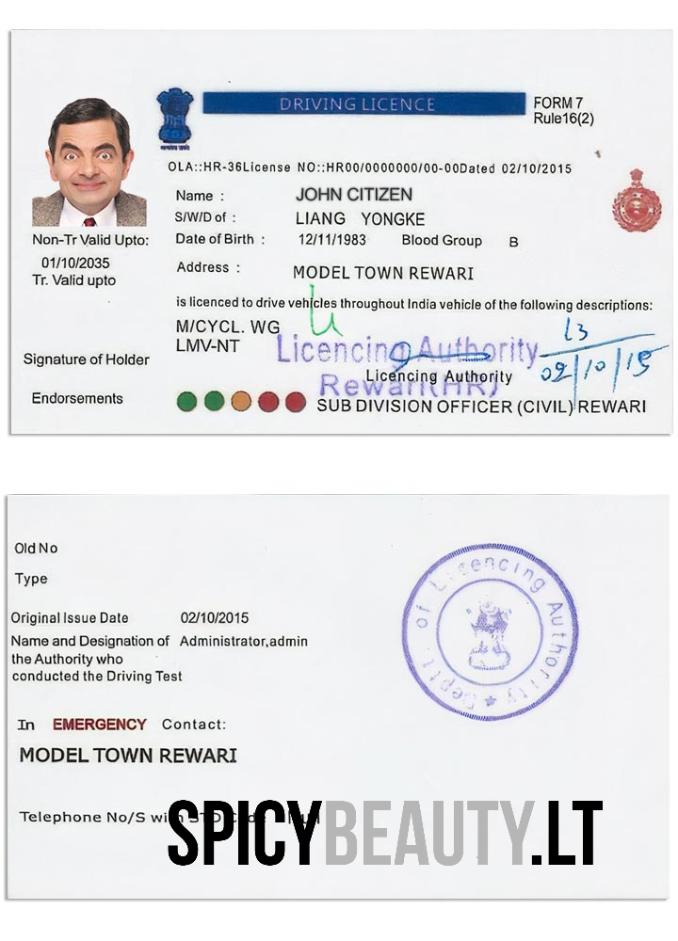 DRIVING LICENCE
FORM 7
Rule16(2)
OLA::HR-36License NO::HR00/0000000/00-00Dated 02/10/2015
Name : JOHN CITIZEN
S/W/D of : LIANG YONGKE
Date of Birth : 12/11/1983 Blood Group B
Address : MODEL TOWN REWARI
Non-Tr Valid Upto:
01/10/2035
Tr. Valid upto
is licenced to drive vehicles throughout India vehicle of the following descriptions:
M/CYCL. WG
LMV-NT
Licencing Authority
Rewari(HR)
13
02/10/15
Signature of Holder
Licencing Authority
Endorsements
SUB DIVISION OFFICER (CIVIL) REWARI
Old No
Type
Original Issue Date 02/10/2015
Name and Designation of Administrator,admin
the Authority who
conducted the Driving Test
Deptt. of Licencing Authority
In EMERGENCY Contact:
MODEL TOWN REWARI
Telephone No/S with STD Code
SPICYBEAUTY.LT